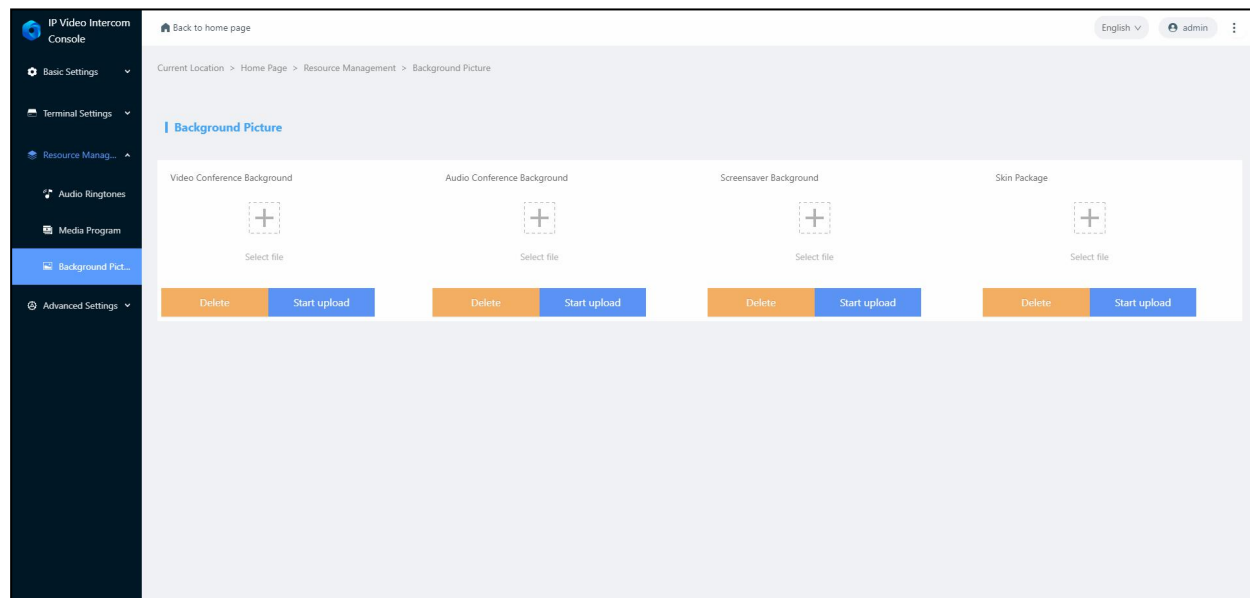 IP Video Intercom
Console
Back to home page
English
admin
Basic Settings
Terminal Settings
Resource Manag...
Audio Ringtones
Media Program
Background Pict...
Advanced Settings
Current Location > Home Page > Resource Management > Background Picture
Background Picture
Video Conference Background
Select file
Delete
Start upload
Audio Conference Background
Select file
Delete
Start upload
Screensaver Background
Select file
Delete
Start upload
Skin Package
Select file
Delete
Start upload